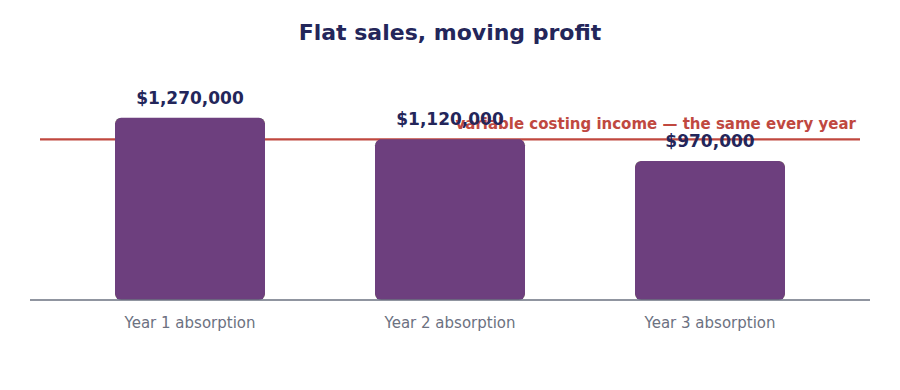 Flat sales, moving profit
$1,270,000
$1,120,000
variable costing income — the same every year
$970,000
Year 1 absorption
Year 2 absorption
Year 3 absorption